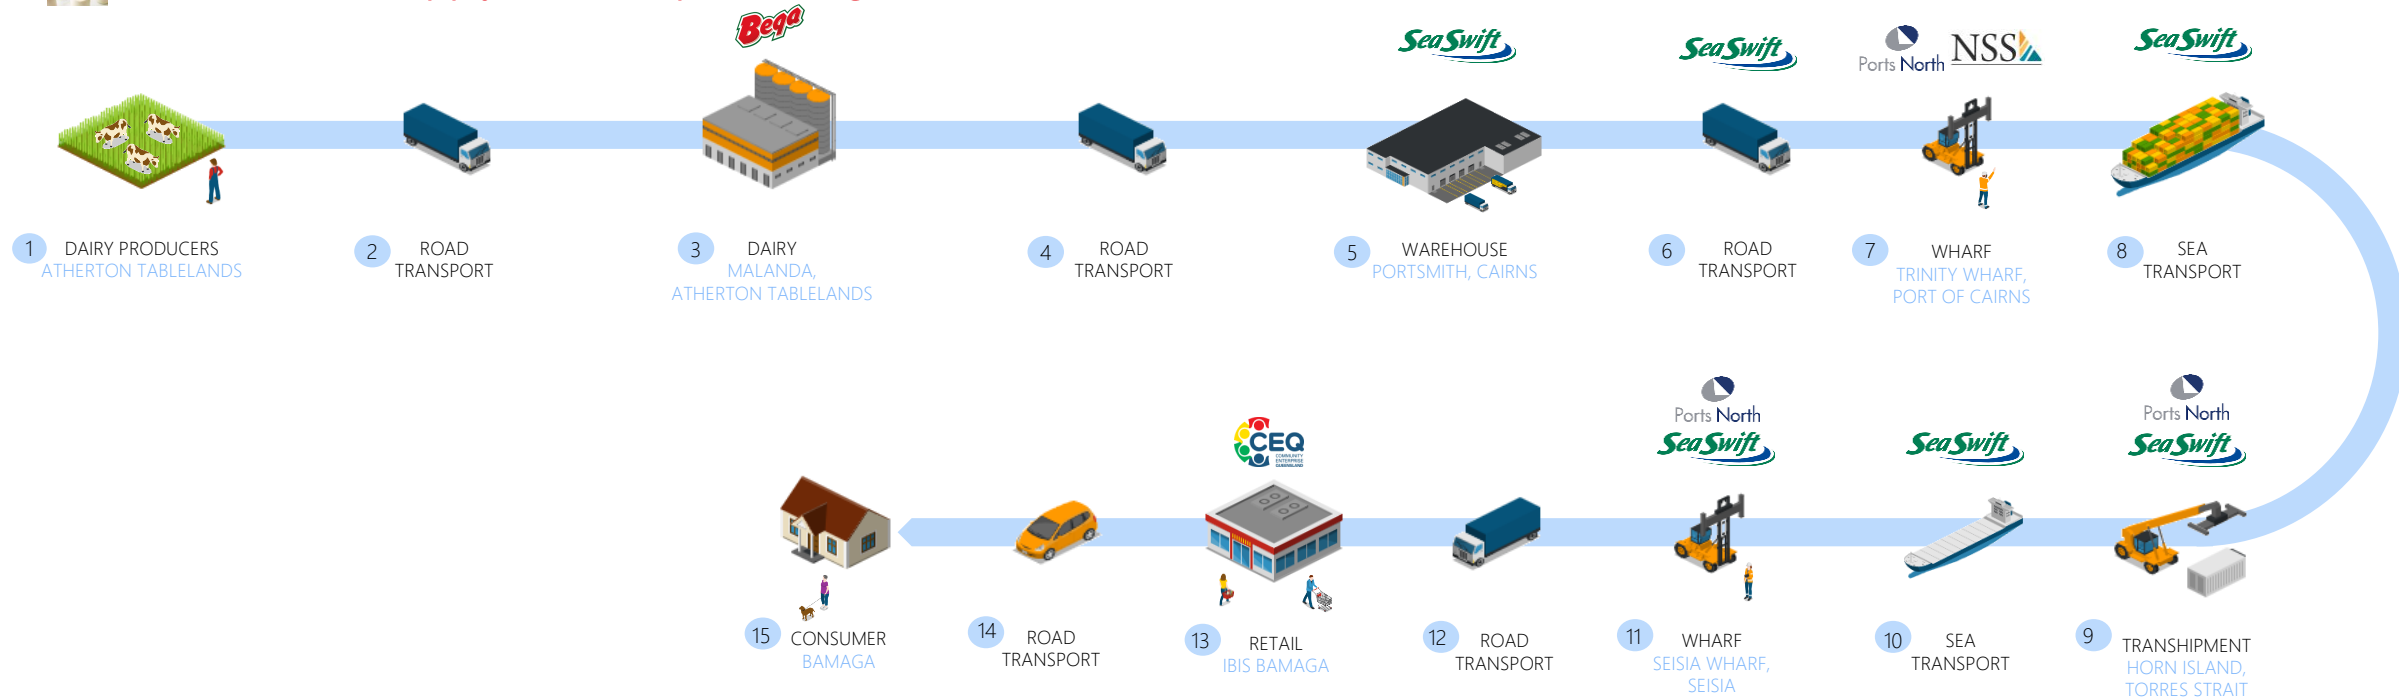 Bega
SeaSwift
SeaSwift
Ports North
NSS
SeaSwift
1
DAIRY PRODUCERS
ATHERTON TABLELANDS
2
ROAD
TRANSPORT
3
DAIRY
MALANDA,
ATHERTON TABLELANDS
4
ROAD
TRANSPORT
5
WAREHOUSE
PORTSMITH, CAIRNS
6
ROAD
TRANSPORT
7
WHARF
TRINITY WHARF,
PORT OF CAIRNS
8
SEA
TRANSPORT
CEQ
COMMUNITY
ENTERPRISE
QUEENSLAND
Ports North
SeaSwift
SeaSwift
Ports North
SeaSwift
15
CONSUMER
BAMAGA
14
ROAD
TRANSPORT
13
RETAIL
IBIS BAMAGA
12
ROAD
TRANSPORT
11
WHARF
SEISIA WHARF,
SEISIA
10
SEA
TRANSPORT
9
TRANSHIPMENT
HORN ISLAND,
TORRES STRAIT